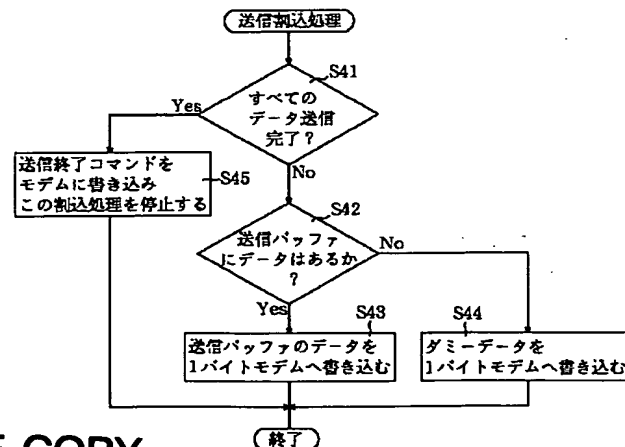 送信割込処理
S41
すべての
データ送信
完了?
Yes
No
送信終了コマンドを
モデムに書き込み
この割込処理を停止する
S45
S42
送信バッファ
にデータはあるか
?
No
Yes
S43
S44
送信バッファのデータを
1バイトモデムへ書き込む
ダミーデータを
1バイトモデムへ書き込む
終了
COPY